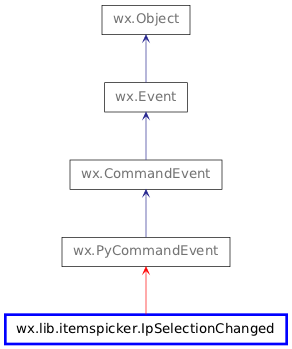 wx.Object
wx.Event
wx.CommandEvent
wx.PyCommandEvent
wx.lib.itemspicker.IpSelectionChanged